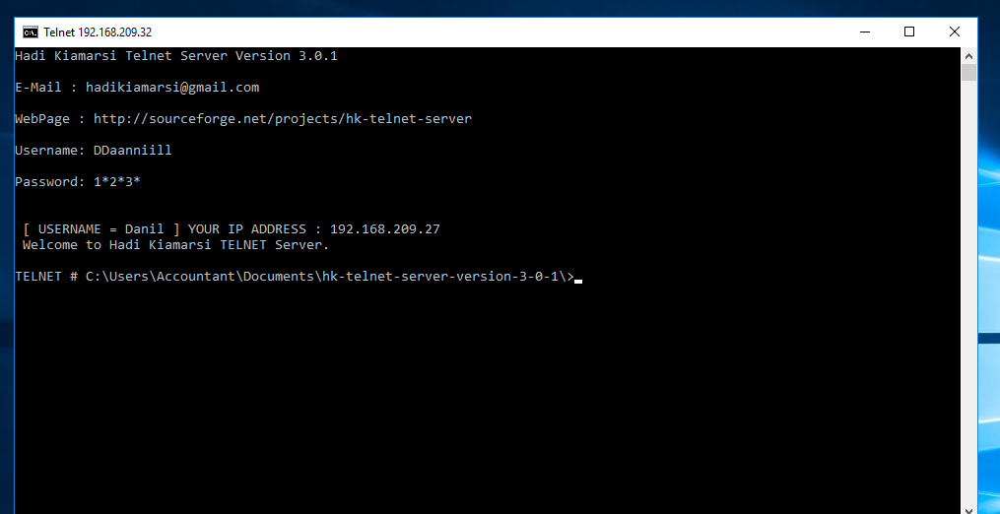 Telnet 192.168.209.32
Hadi Kiamarsi Telnet Server Version 3.0.1
E-Mail : hadikiamarsi@gmail.com
WebPage : http://sourceforge.net/projects/hk-telnet-server
Username: DDaanniill
Password: 1*2*3*
[ USERNAME = Danil ] YOUR IP ADDRESS : 192.168.209.27
Welcome to Hadi Kiamarsi TELNET Server.
TELNET # C:\Users\Accountant\Documents\hk-telnet-server-version-3-0-1\>